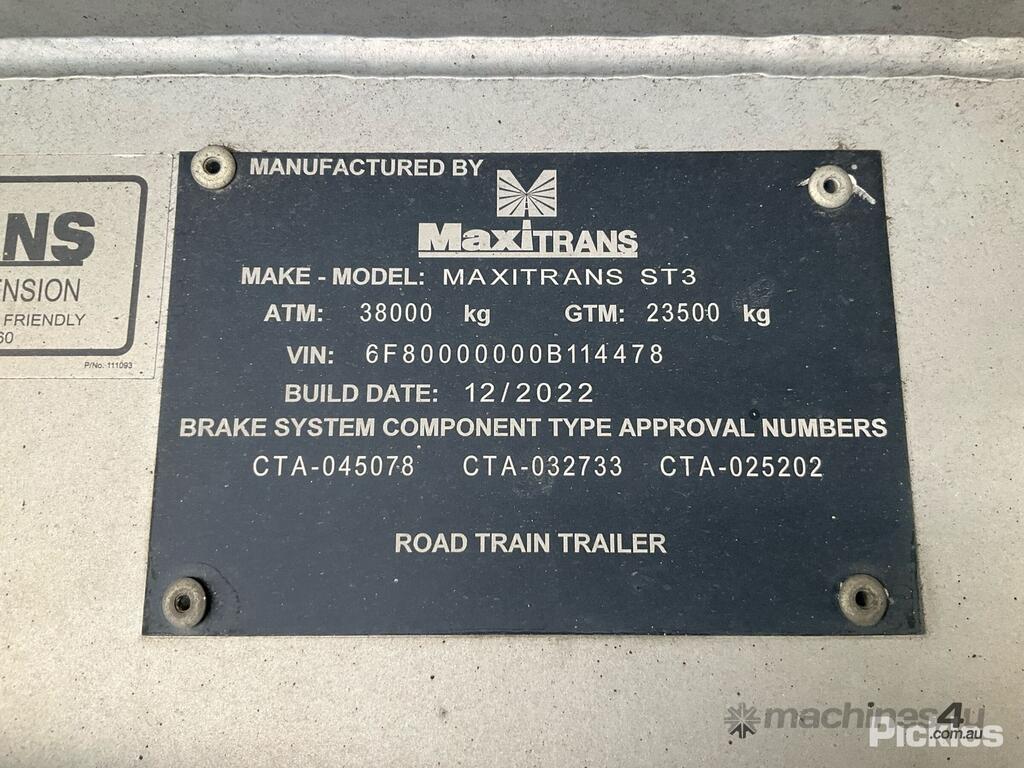 MANUFACTURED BY
MaxiTRANS
MAKE - MODEL: MAXITRANS ST3
ATM: 38000 kg GTM: 23500 kg
VIN: 6F80000000B114478
BUILD DATE: 12/2022
BRAKE SYSTEM COMPONENT TYPE APPROVAL NUMBERS
CTA-045078 CTA-032733 CTA-025202
ROAD TRAIN TRAILER
ANS
ENSION
FRIENDLY
60
P/No. 111093
machines4u
.com.au
Pickles